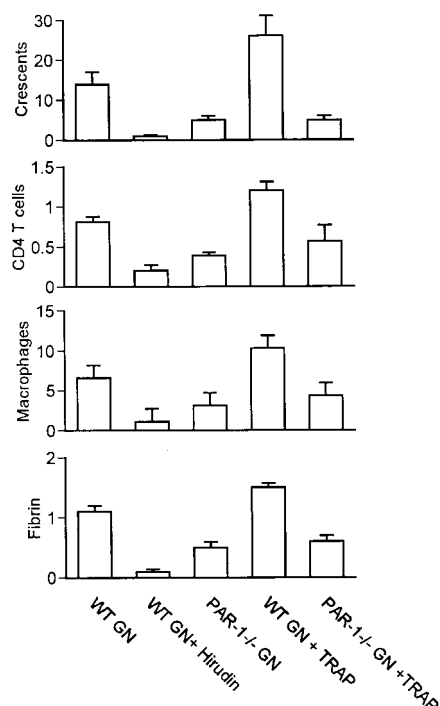 Crescents
30
20
10
0
CD4 T cells
1.5
1
0.5
0
Macrophages
15
10
5
0
Fibrin
2
1
0
WT GN
WT GN+ Hirudin
PAR-1-/- GN
WT GN + TRAP
PAR-1-/- GN +TRAP